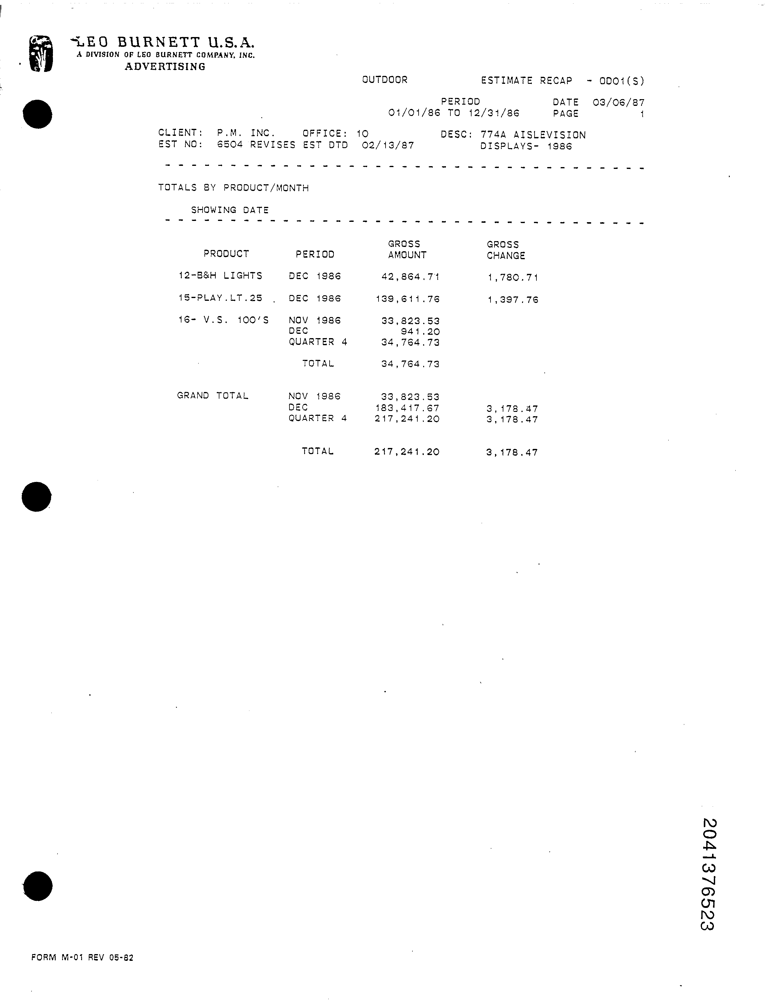 LEO BURNETT U.S.A.
A DIVISION OF LEO BURNETT COMPANY, INC.
ADVERTISING
OUTDOOR ESTIMATE RECAP - ODO1(S)
PERIOD DATE 03/06/87
01/01/86 TO 12/31/86 PAGE 1
CLIENT: P.M. INC. OFFICE: 10 DESC: 774A AISLEVISION
EST NO: 6504 REVISES EST DTD 02/13/87 DISPLAYS- 1986
TOTALS BY PRODUCT/MONTH
SHOWING DATE
GROSS GROSS
PRODUCT PERIOD AMOUNT CHANGE
12-B&H LIGHTS DEC 1986 42,864.71 1,780.71
15-PLAY.LT.25 DEC 1986 139,611.76 1,397.76
16- V.S. 100'S NOV 1986 33,823.53
DEC 941.20
QUARTER 4 34,764.73
TOTAL 34,764.73
GRAND TOTAL NOV 1986 33,823.53
DEC 183,417.67 3,178.47
QUARTER 4 217,241.20 3,178.47
TOTAL 217,241.20 3,178.47
2041376523
FORM M-01 REV 05-82